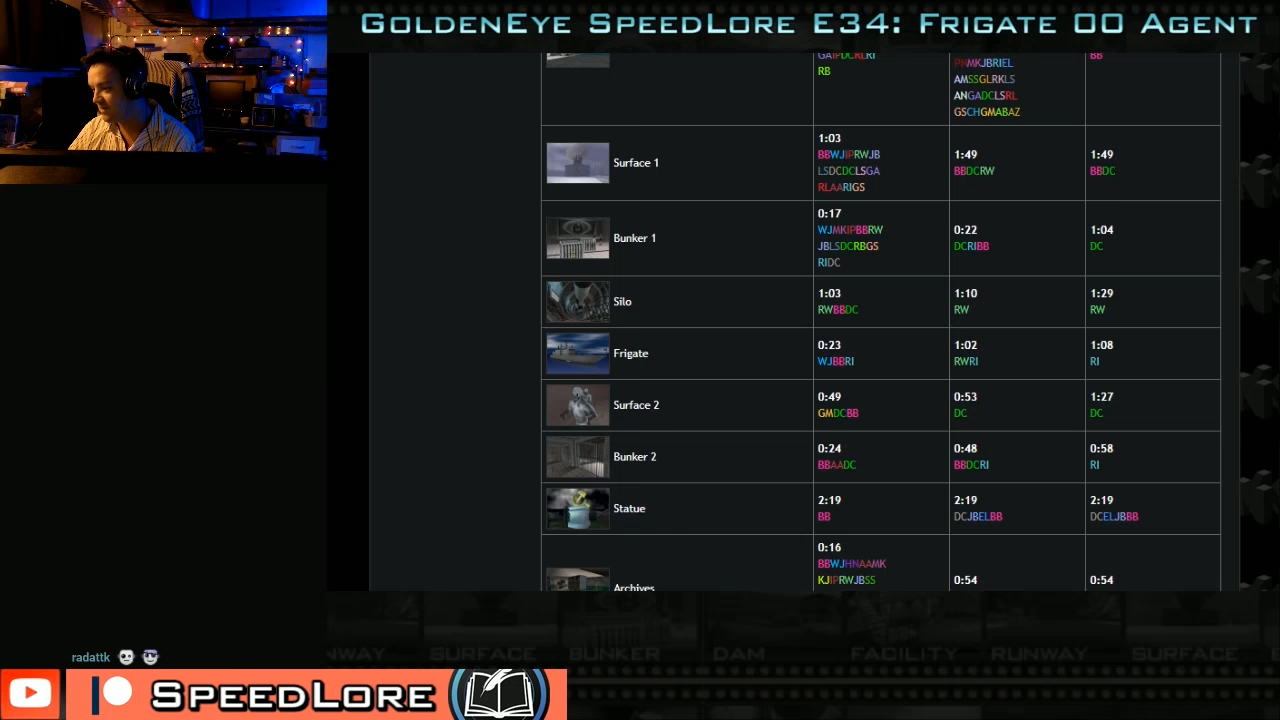 GoldenEye SpeedLore E34: Frigate 00 Agent
GAIPDCRLRI
RB
PNMKJBRIEL
AMSSGLRKLS
ANGADCLSRL
GSCHGMABAZ
BB
Surface 1
1:03
BBWJIPRWJB
LSDCDCLSGA
RLAARIGS
1:49
BBDCRW
1:49
BBDC
Bunker 1
0:17
WJMKIPBBRW
JBLSDCRBGS
RIDC
0:22
DCRIBB
1:04
DC
Silo
1:03
RWBBDC
1:10
RW
1:29
RW
Frigate
0:23
WJBBRI
1:02
RWRI
1:08
RI
Surface 2
0:49
GMDCBB
0:53
DC
1:27
DC
Bunker 2
0:24
BBAADC
0:48
BBDCRI
0:58
RI
Statue
2:19
BB
2:19
DCJBELBB
2:19
DCELJBBB
Archives
0:16
BBWJHNAAMK
KJIPRWJBSS
0:54
0:54
NWAY SURFACE BUNKER DAM FACILITY RUNWAY SURFACE
radattk
SpeedLore